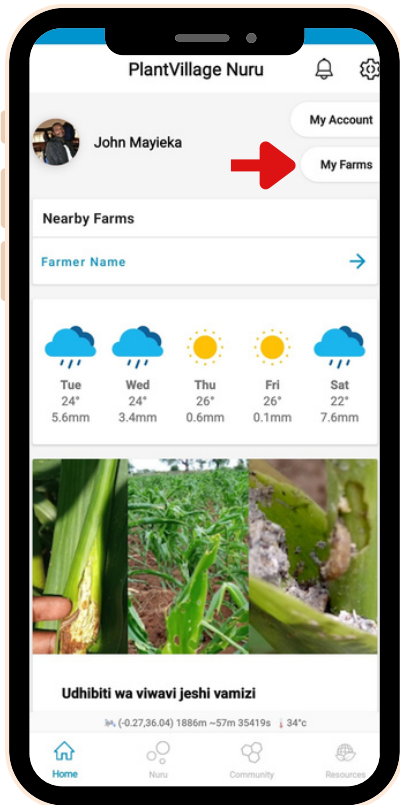 PlantVillage Nuru
My Account
John Mayieka
My Farms
Nearby Farms
Farmer Name
Tue Wed Thu Fri Sat
24° 24° 26° 26° 22°
5.6mm 3.4mm 0.6mm 0.1mm 7.6mm
Udhibiti wa viwavi jeshi vamizi
(-0.27,36.04) 1886m ~57m 35419s 34°c
Home Nuru Community Resources